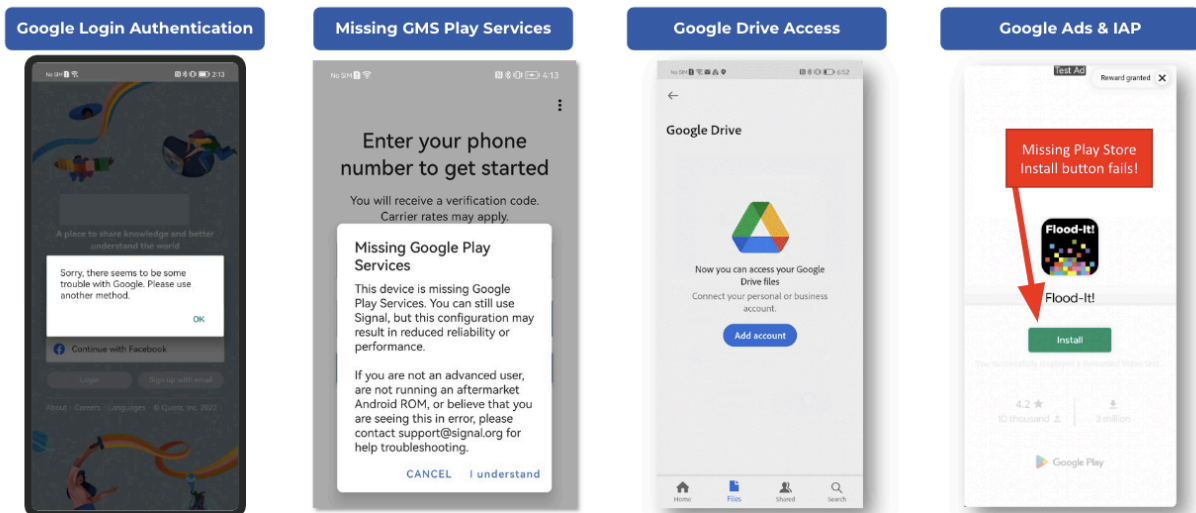 Google Login Authentication
No SIM
2:13
A place to share knowledge and better
understand the world
Sorry, there seems to be some
trouble with Google. Please use
another method.
OK
Continue with Facebook
Login
Sign up with email
About · Careers · Languages · © Quora, Inc. 2022
Missing GMS Play Services
No SIM
4:13
Enter your phone
number to get started
You will receive a verification code.
Carrier rates may apply.
Missing Google Play
Services
This device is missing Google
Play Services. You can still use
Signal, but this configuration may
result in reduced reliability or
performance.
If you are not an advanced user,
are not running an aftermarket
Android ROM, or believe that you
are seeing this in error, please
contact support@signal.org for
help troubleshooting.
CANCEL I understand
Google Drive Access
No SIM
6:52
Google Drive
Now you can access your Google
Drive files
Connect your personal or business
account.
Add account
Home Files Shared Search
Google Ads & IAP
Test Ad
Reward granted
Missing Play Store
Install button fails!
Flood-It!
Flood-It!
Install
4.2 ★
10 thousand
3 million
Google Play